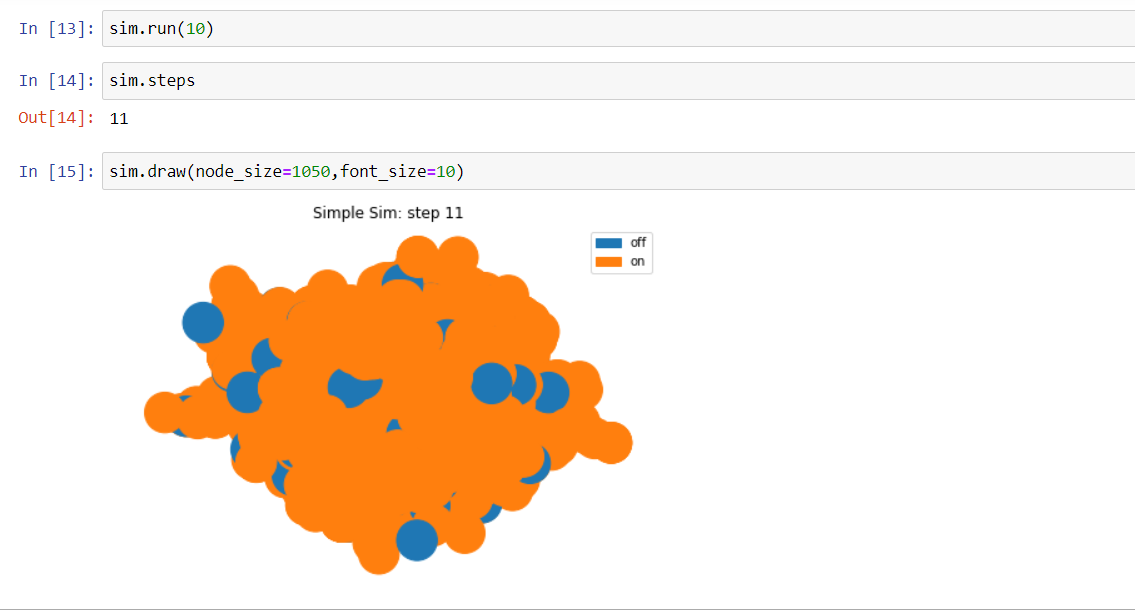 In [13]: sim.run(10)
In [14]: sim.steps
Out[14]: 11
In [15]: sim.draw(node_size=1050,font_size=10)
Simple Sim: step 11
off
on